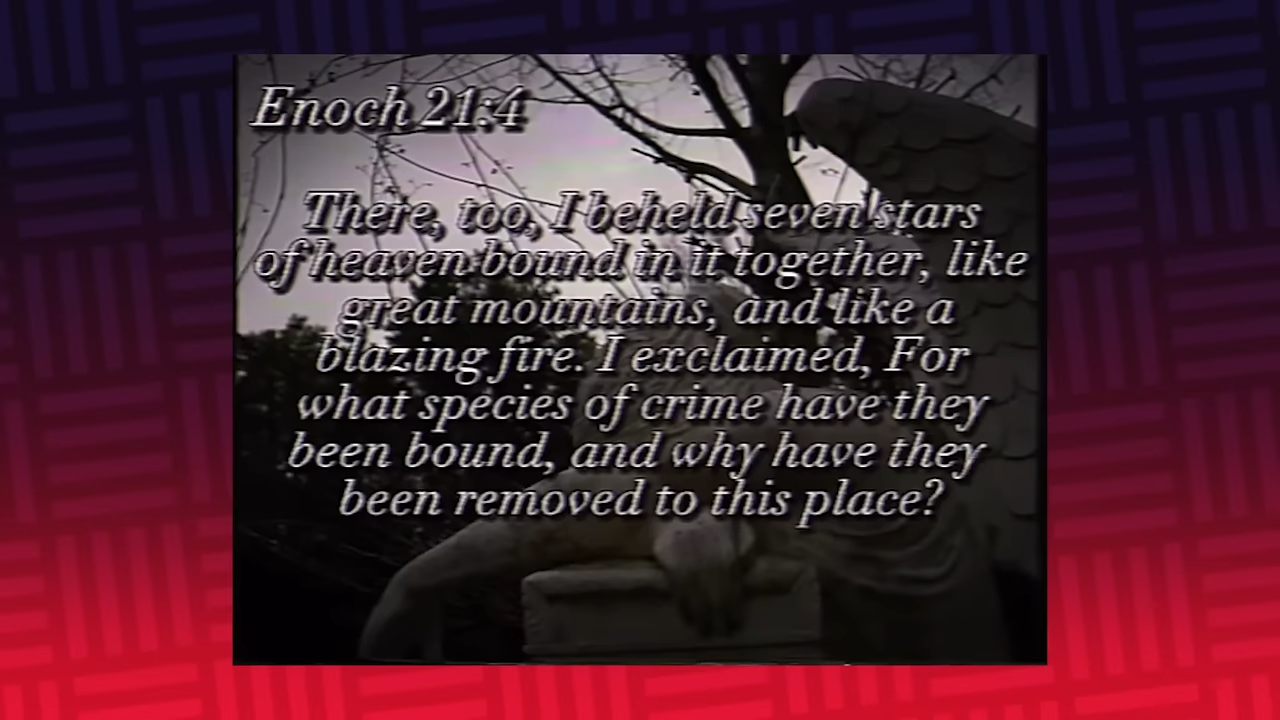 Enoch 21:4
There, too, I beheld seven stars
of heaven bound in it together, like
great mountains, and like a
blazing fire. I exclaimed, For
what species of crime have they
been bound, and why have they
been removed to this place?